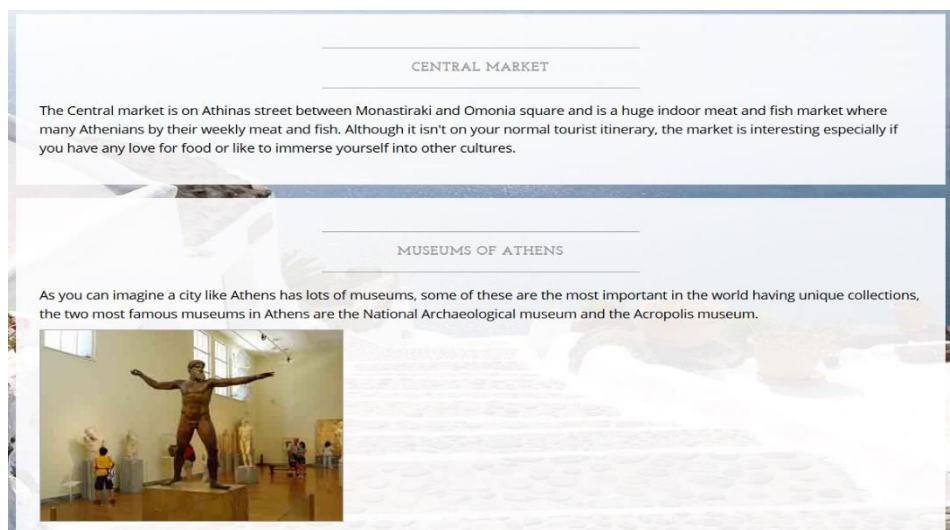 CENTRAL MARKET
The Central market is on Athinas street between Monastiraki and Omonia square and is a huge indoor meat and fish market where
many Athenians by their weekly meat and fish. Although it isn't on your normal tourist itinerary, the market is interesting especially if
you have any love for food or like to immerse yourself into other cultures.
MUSEUMS OF ATHENS
As you can imagine a city like Athens has lots of museums, some of these are the most important in the world having unique collections,
the two most famous museums in Athens are the National Archaeological museum and the Acropolis museum.